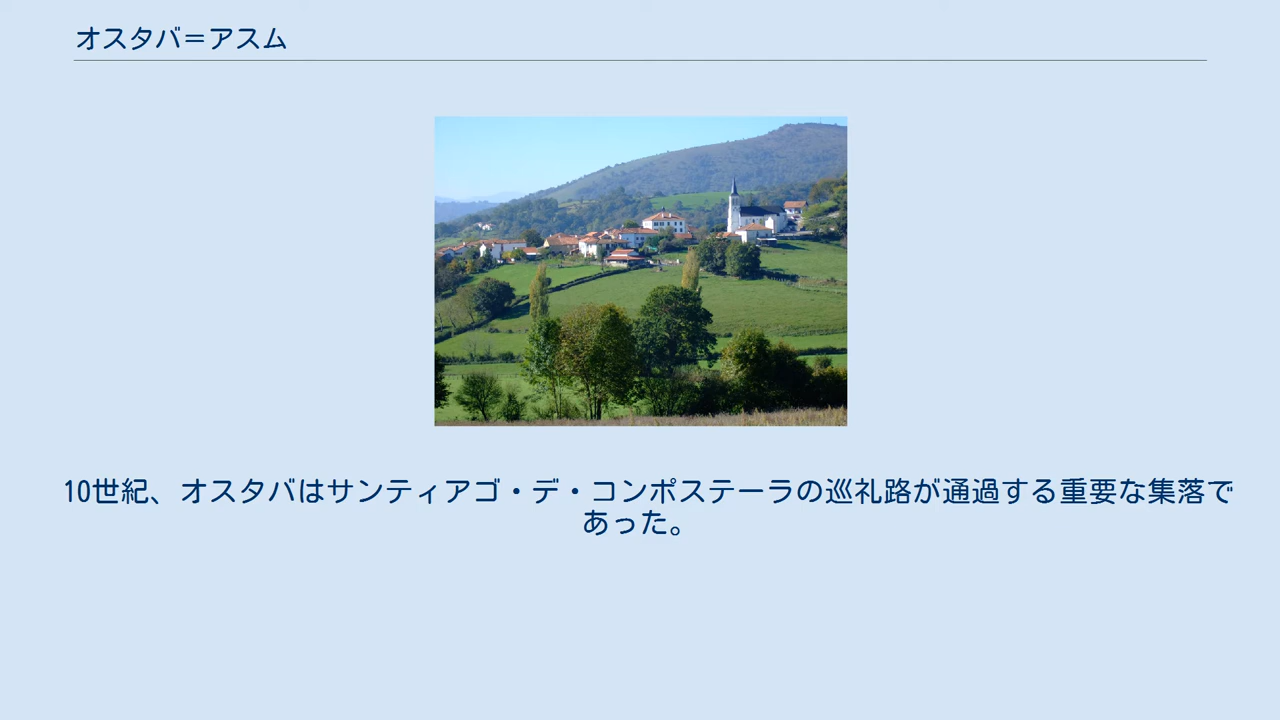 オスタバ＝アスム
10世紀、オスタバはサンティアゴ・デ・コンポステーラの巡礼路が通過する重要な集落で
あった。